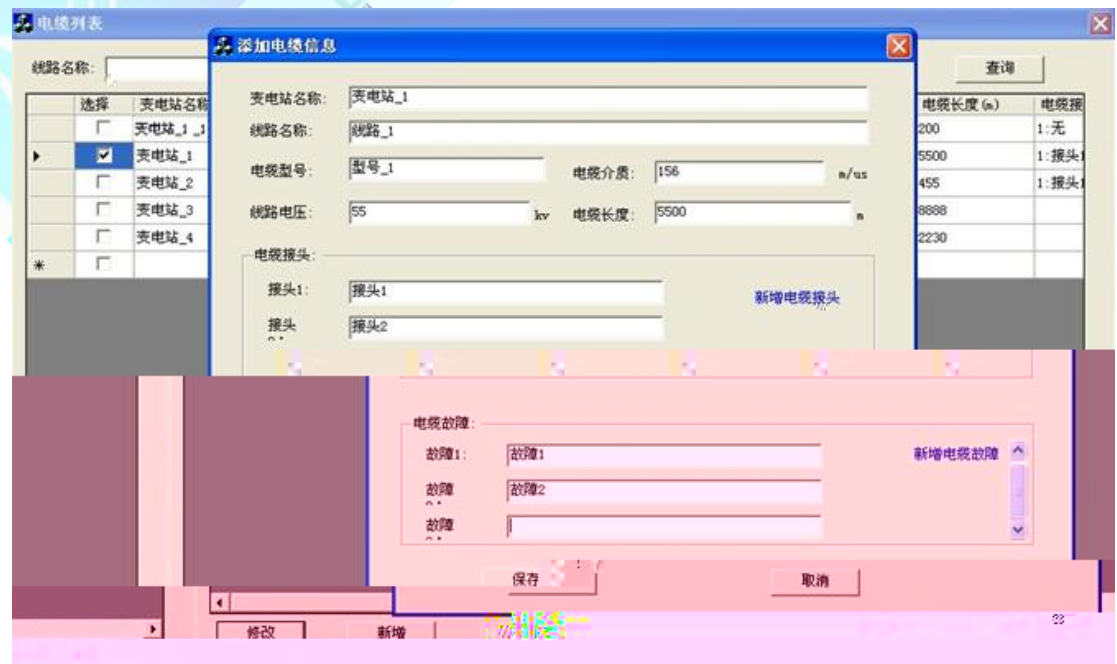 电缆列表
添加电缆信息
线路名称:
查询
选择 变电站名称
电缆长度(m) 电缆接
变电站_1 _1
200
1:无
变电站_1
5500
1:接头1
变电站_2
455
1:接头1
变电站_3
8888
变电站_4
2230
变电站名称: 变电站_1
线路名称: 线路_1
电缆型号: 型号_1
电缆介质: 156 m/us
线路电压: 55 kv
电缆长度: 5500 m
电缆接头:
接头1: 接头1
新增电缆接头
接头 接头2
电缆故障:
故障1: 故障1
新增电缆故障
故障 故障2
故障
保存
取消
修改
新增